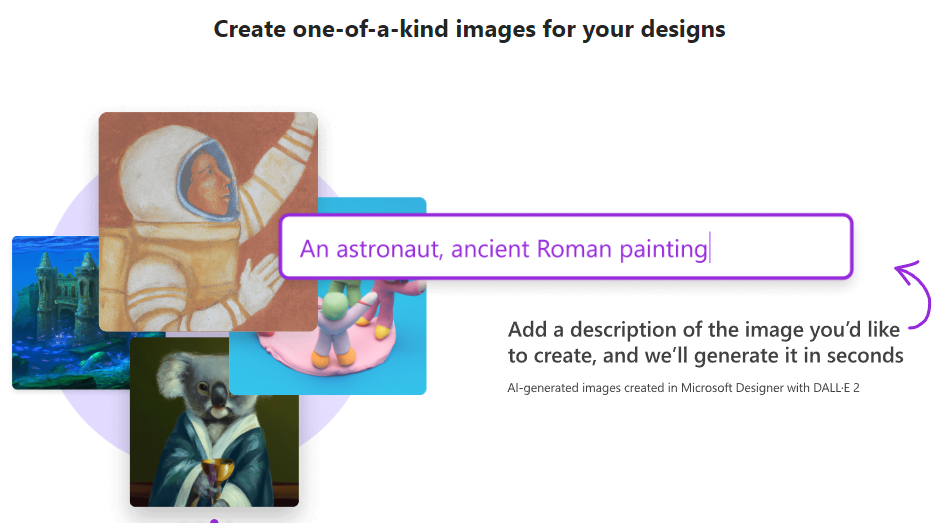 Create one-of-a-kind images for your designs
An astronaut, ancient Roman painting
Add a description of the image you’d like
to create, and we’ll generate it in seconds
AI-generated images created in Microsoft Designer with DALL·E 2